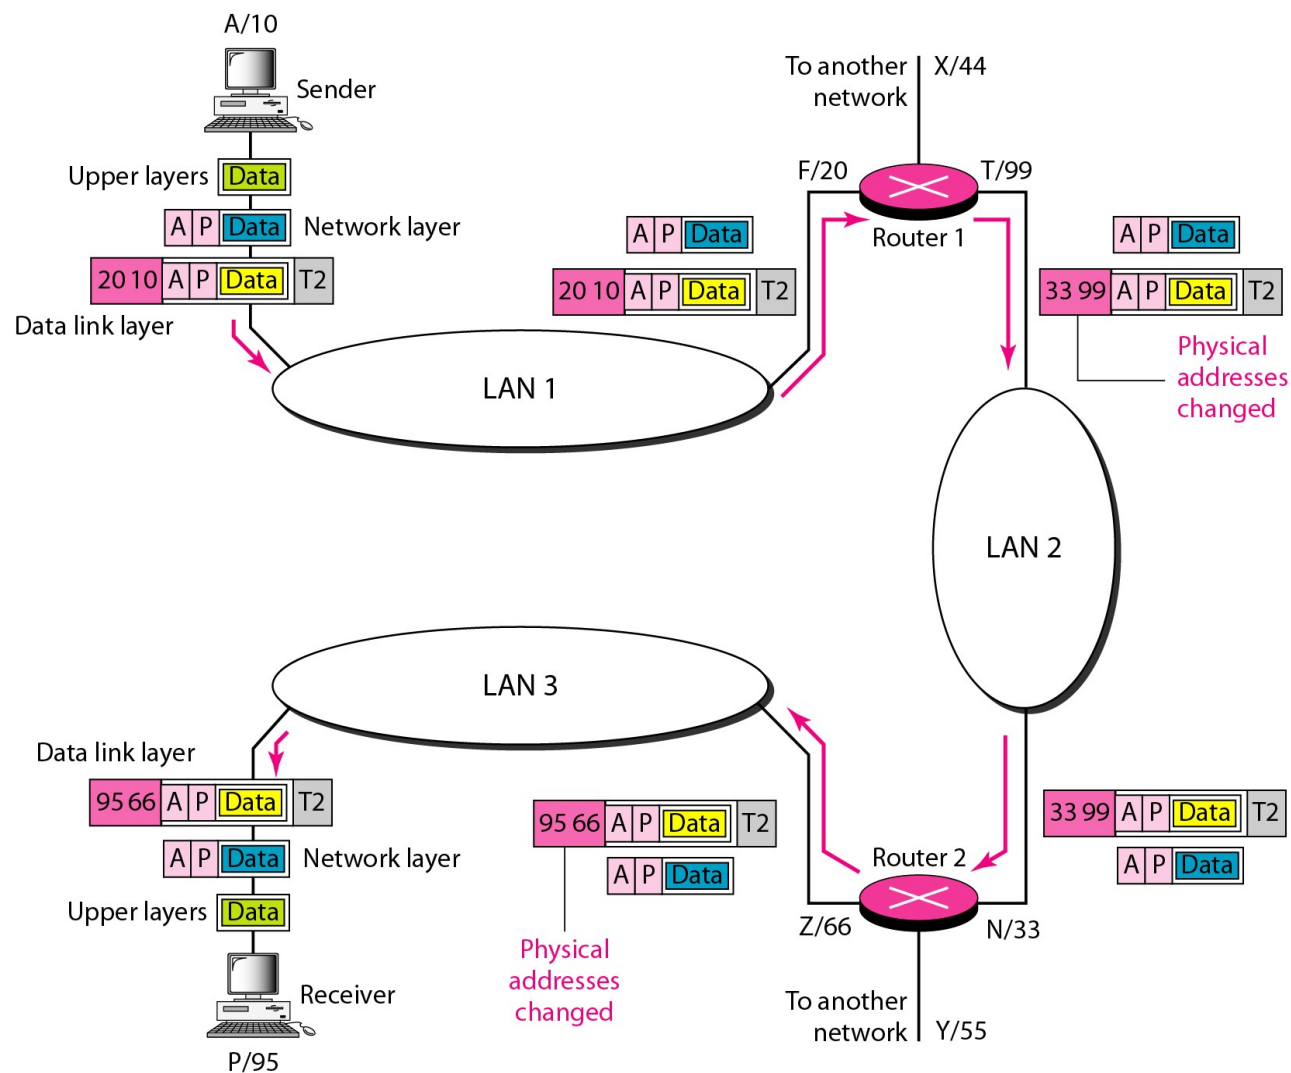 A/10
Sender
Upper layers Data
A P Data Network layer
20 10 A P Data T2
Data link layer
LAN 1
To another
network
X/44
F/20
T/99
Router 1
A P Data
20 10 A P Data T2
A P Data
33 99 A P Data T2
Physical
addresses
changed
LAN 2
33 99 A P Data T2
A P Data
Router 2
Z/66
N/33
To another
network
Y/55
95 66 A P Data T2
A P Data
Physical
addresses
changed
LAN 3
Data link layer
95 66 A P Data T2
A P Data Network layer
Upper layers Data
Receiver
P/95